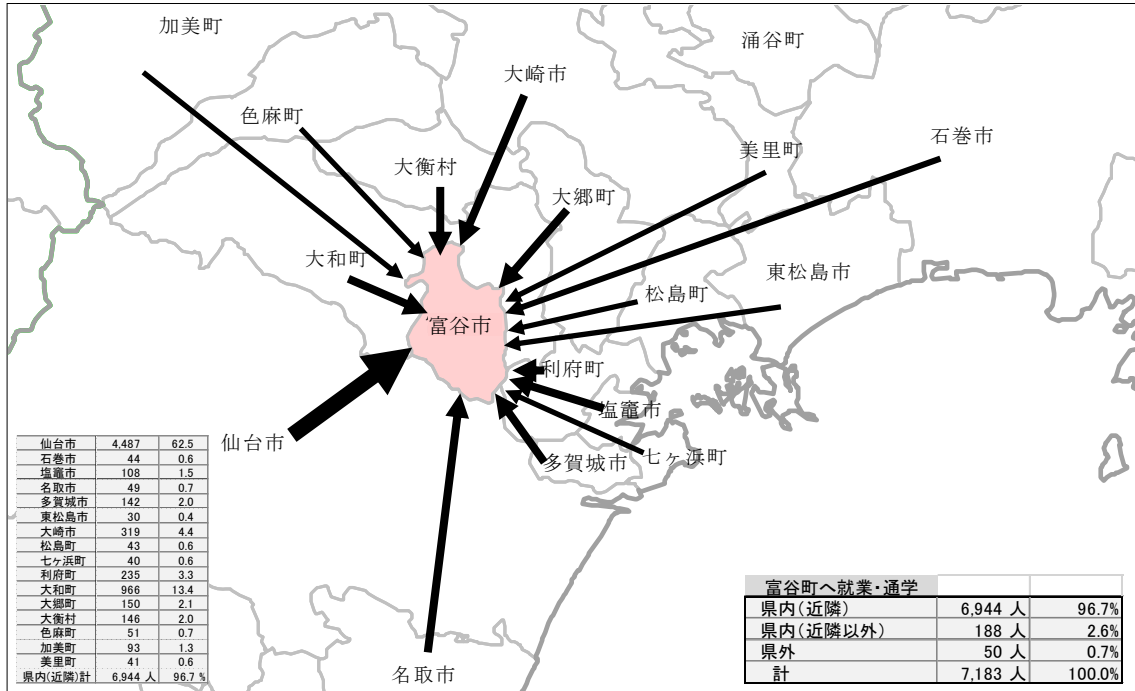 加美町
涌谷町
大崎市
色麻町
石巻市
美里町
大衡村
大郷町
大和町
東松島市
松島町
富谷市
利府町
塩竈市
仙台市
多賀城市
七ヶ浜町
名取市
仙台市 4,487 62.5
石巻市 44 0.6
塩竈市 108 1.5
名取市 49 0.7
多賀城市 142 2.0
東松島市 30 0.4
大崎市 319 4.4
松島町 43 0.6
七ヶ浜町 40 0.6
利府町 235 3.3
大和町 966 13.4
大郷町 150 2.1
大衡村 146 2.0
色麻町 51 0.7
加美町 93 1.3
美里町 41 0.6
県内(近隣)計 6,944 人 96.7 %
富谷町へ就業・通学
県内(近隣) 6,944 人 96.7%
県内(近隣以外) 188 人 2.6%
県外 50 人 0.7%
計 7,183 人 100.0%